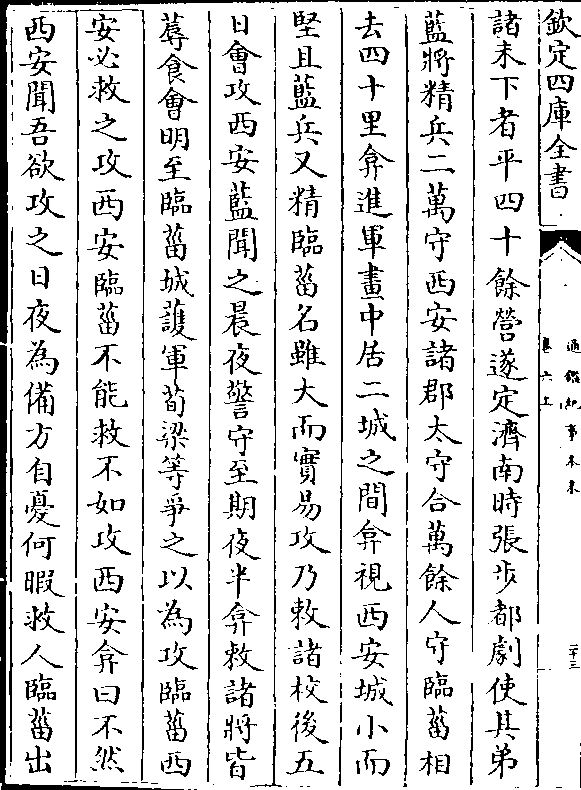 欽定四庫全書
通鑑紀事本末
卷六上
二十三
諸未下者平四十餘營遂定濟南時張步都劇使其弟
藍將精兵二萬守西安諸郡太守合萬餘人守臨菑相
去四十里弇進軍畫中居二城之間弇視西安城小而
堅且藍兵又精臨菑名雖大而實易攻乃敕諸校後五
日會攻西安藍聞之晨夜警守至期夜半弇敕諸將皆
蓐食會明至臨菑城護軍荀梁等爭之以為攻臨菑西
安必救之攻西安臨菑不能救不如攻西安弇曰不然
西安聞吾欲攻之日夜為備方自憂何暇救人臨菑出